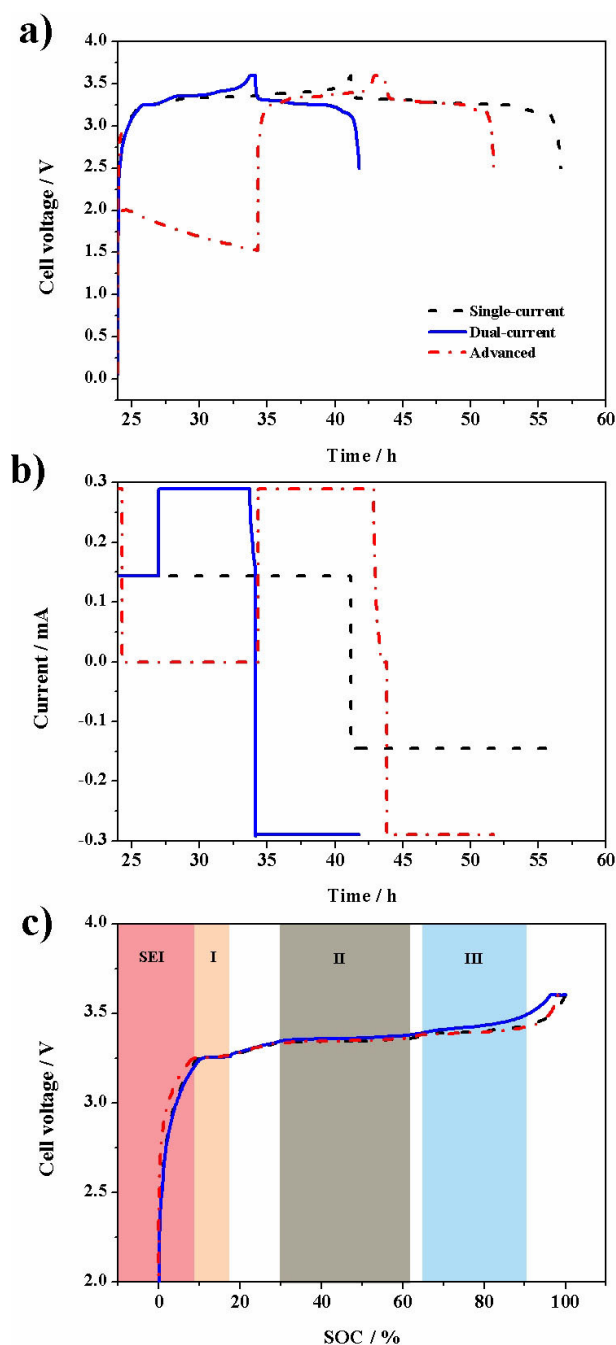 a)
4.0
3.5
3.0
2.5
2.0
1.5
1.0
0.5
0.0
Cell voltage / V
Single-current
Dual-current
Advanced
25 30 35 40 45 50 55 60
Time / h
b)
0.3
0.2
0.1
0.0
-0.1
-0.2
-0.3
Current / mA
25 30 35 40 45 50 55 60
Time / h
c)
4.0
3.5
3.0
2.5
2.0
Cell voltage / V
SEI I II III
0 20 40 60 80 100
SOC / %